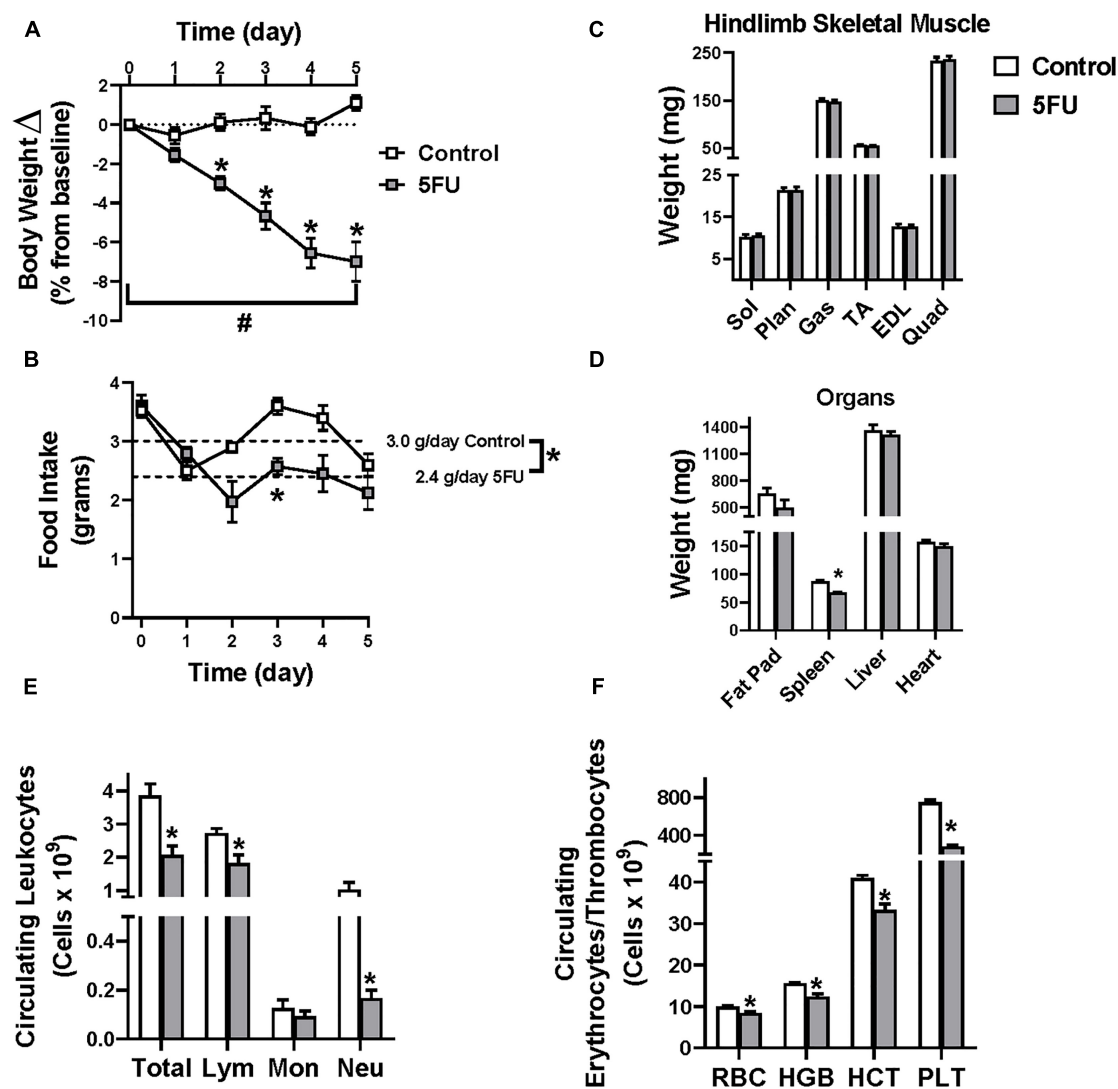 A
Time (day)
0 1 2 3 4 5
2
0
-2
-4
-6
-8
-10
Body Weight △
(% from baseline)
Control
5FU
*
*
*
*
#
B
4
3
2
1
0
Food Intake
(grams)
3.0 g/day Control
2.4 g/day 5FU
*
*
0 1 2 3 4 5
Time (day)
C
Hindlimb Skeletal Muscle
250
150
50
25
15
5
Weight (mg)
Control
5FU
Sol Plan Gas TA EDL Quad
D
Organs
1400
800
500
150
100
50
0
Weight (mg)
*
Fat Pad Spleen Liver Heart
E
4
3
2
1
0.4
0.2
0.0
Circulating Leukocytes
(Cells x 10⁹)
*
*
*
Total Lym Mon Neu
F
800
400
40
30
20
10
0
Circulating
Erythrocytes/Thrombocytes
(Cells x 10⁹)
*
*
*
*
RBC HGB HCT PLT